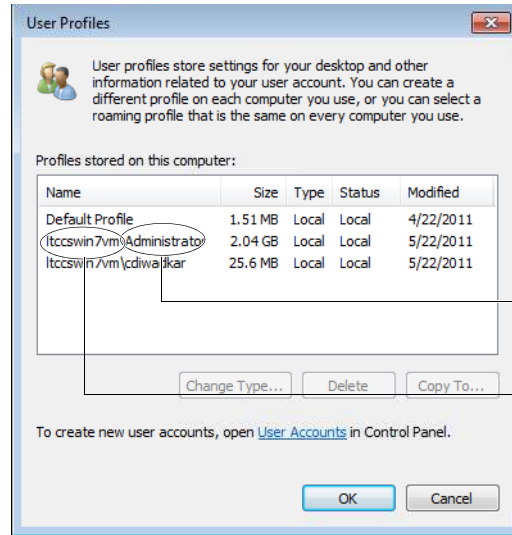 User Profiles
User profiles store settings for your desktop and other
information related to your user account. You can create a
different profile on each computer you use, or you can select a
roaming profile that is the same on every computer you use.
Profiles stored on this computer:
Name Size Type Status Modified
Default Profile 1.51 MB Local Local 4/22/2011
ltccswin7vm\Administrator 2.04 GB Local Local 5/22/2011
ltccswin7vm\cdiwadkar 25.6 MB Local Local 5/22/2011
Change Type... Delete Copy To...
To create new user accounts, open User Accounts in Control Panel.
OK Cancel